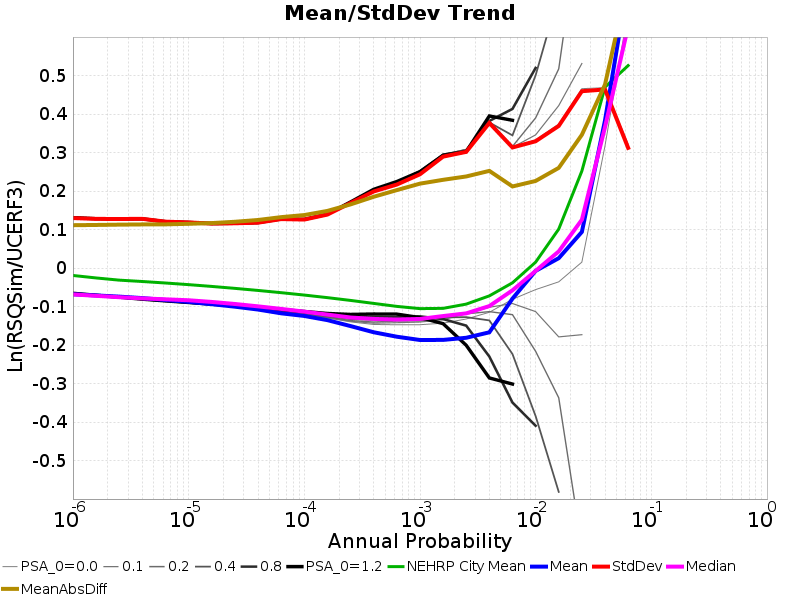 Mean/StdDev Trend
Ln(RSQSim/UCERF3)
0.5
0.4
0.3
0.2
0.1
0
-0.1
-0.2
-0.3
-0.4
-0.5
10^-6 10^-5 10^-4 10^-3 10^-2 10^-1 10^0
Annual Probability
PSA_0=0.0 0.1 0.2 0.4 0.8 PSA_0=1.2 NEHRP City Mean Mean StdDev Median
MeanAbsDiff